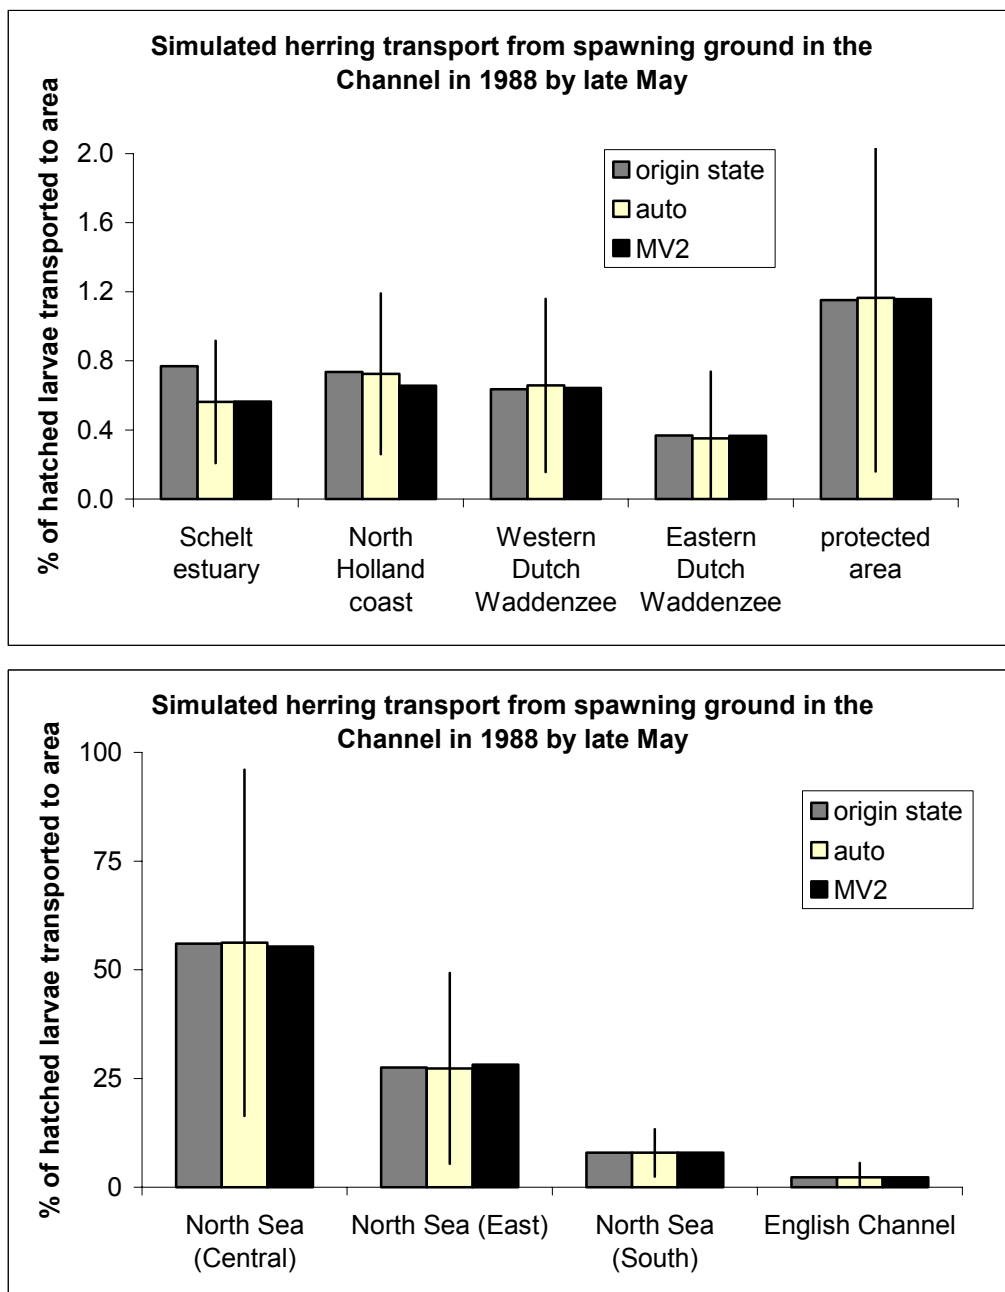 Simulated herring transport from spawning ground in the
Channel in 1988 by late May
% of hatched larvae transported to area
2.0
1.6
1.2
0.8
0.4
0.0
origin state
auto
MV2
Schelt
estuary
North
Holland
coast
Western
Dutch
Waddenzee
Eastern
Dutch
Waddenzee
protected
area
Simulated herring transport from spawning ground in the
Channel in 1988 by late May
% of hatched larvae transported to area
100
75
50
25
0
origin state
auto
MV2
North Sea
(Central)
North Sea (East)
North Sea
(South)
English Channel